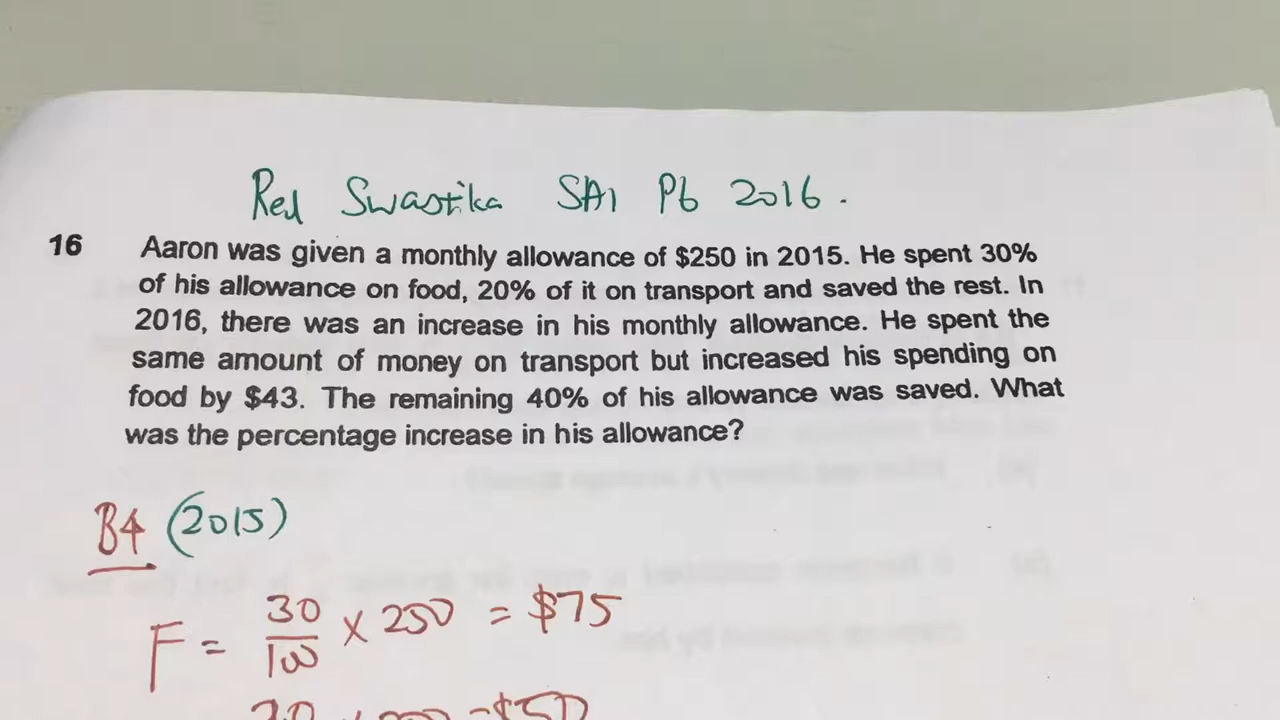 Red Swastika SA1 P6 2016.
16 Aaron was given a monthly allowance of $250 in 2015. He spent 30%
of his allowance on food, 20% of it on transport and saved the rest. In
2016, there was an increase in his monthly allowance. He spent the
same amount of money on transport but increased his spending on
food by $43. The remaining 40% of his allowance was saved. What
was the percentage increase in his allowance?
B4 (2015)
F = 30/100 x 250 = $75